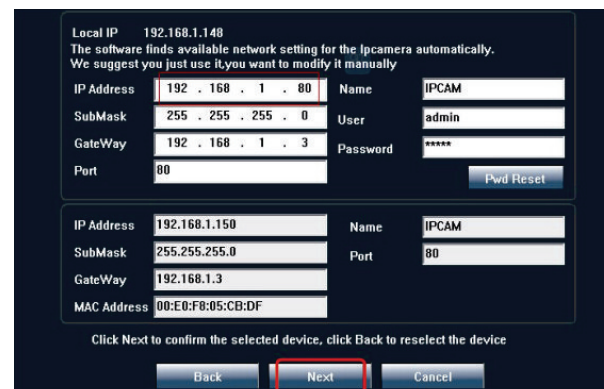 Local IP 192.168.1.148
The software finds available network setting for the Ipcamera automatically.
We suggest you just use it,you want to modify it manually
IP Address 192 . 168 . 1 . 80 Name IPCAM
SubMask 255 . 255 . 255 . 0 User admin
GateWay 192 . 168 . 1 . 3 Password *****
Port 80 Pwd Reset
IP Address 192.168.1.150 Name IPCAM
SubMask 255.255.255.0 Port 80
GateWay 192.168.1.3
MAC Address 00:E0:F8:05:CB:DF
Click Next to confirm the selected device, click Back to reselect the device
Back Next Cancel